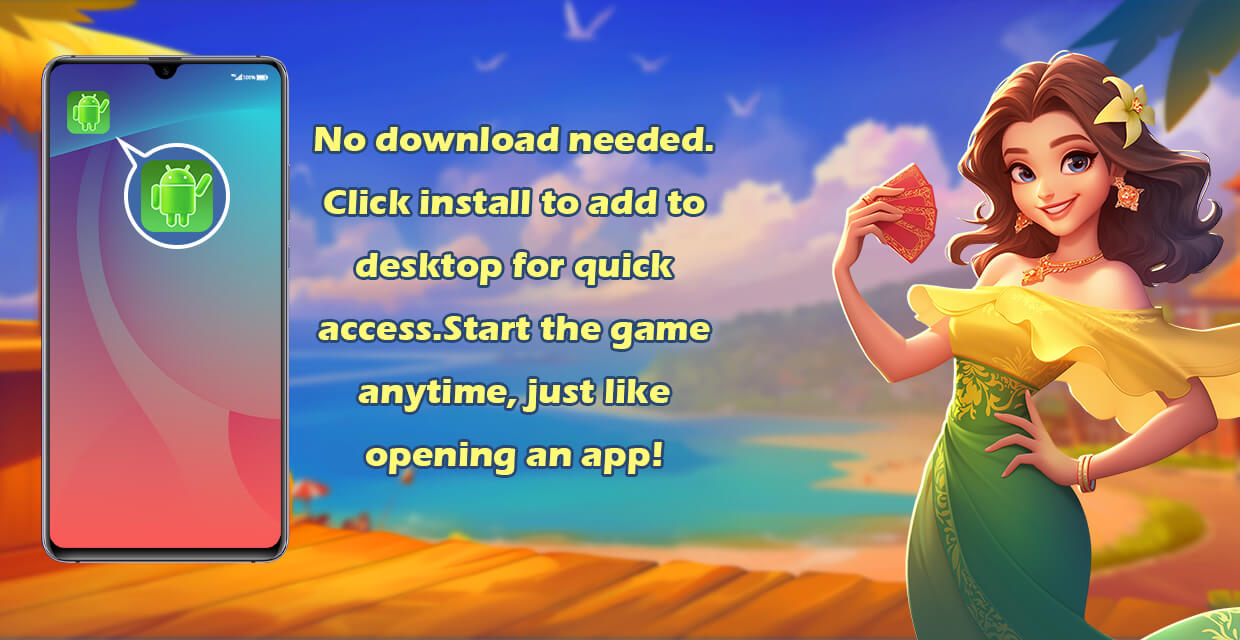 100%
No download needed.
Click install to add to
desktop for quick
access.Start the game
anytime, just like
opening an app!